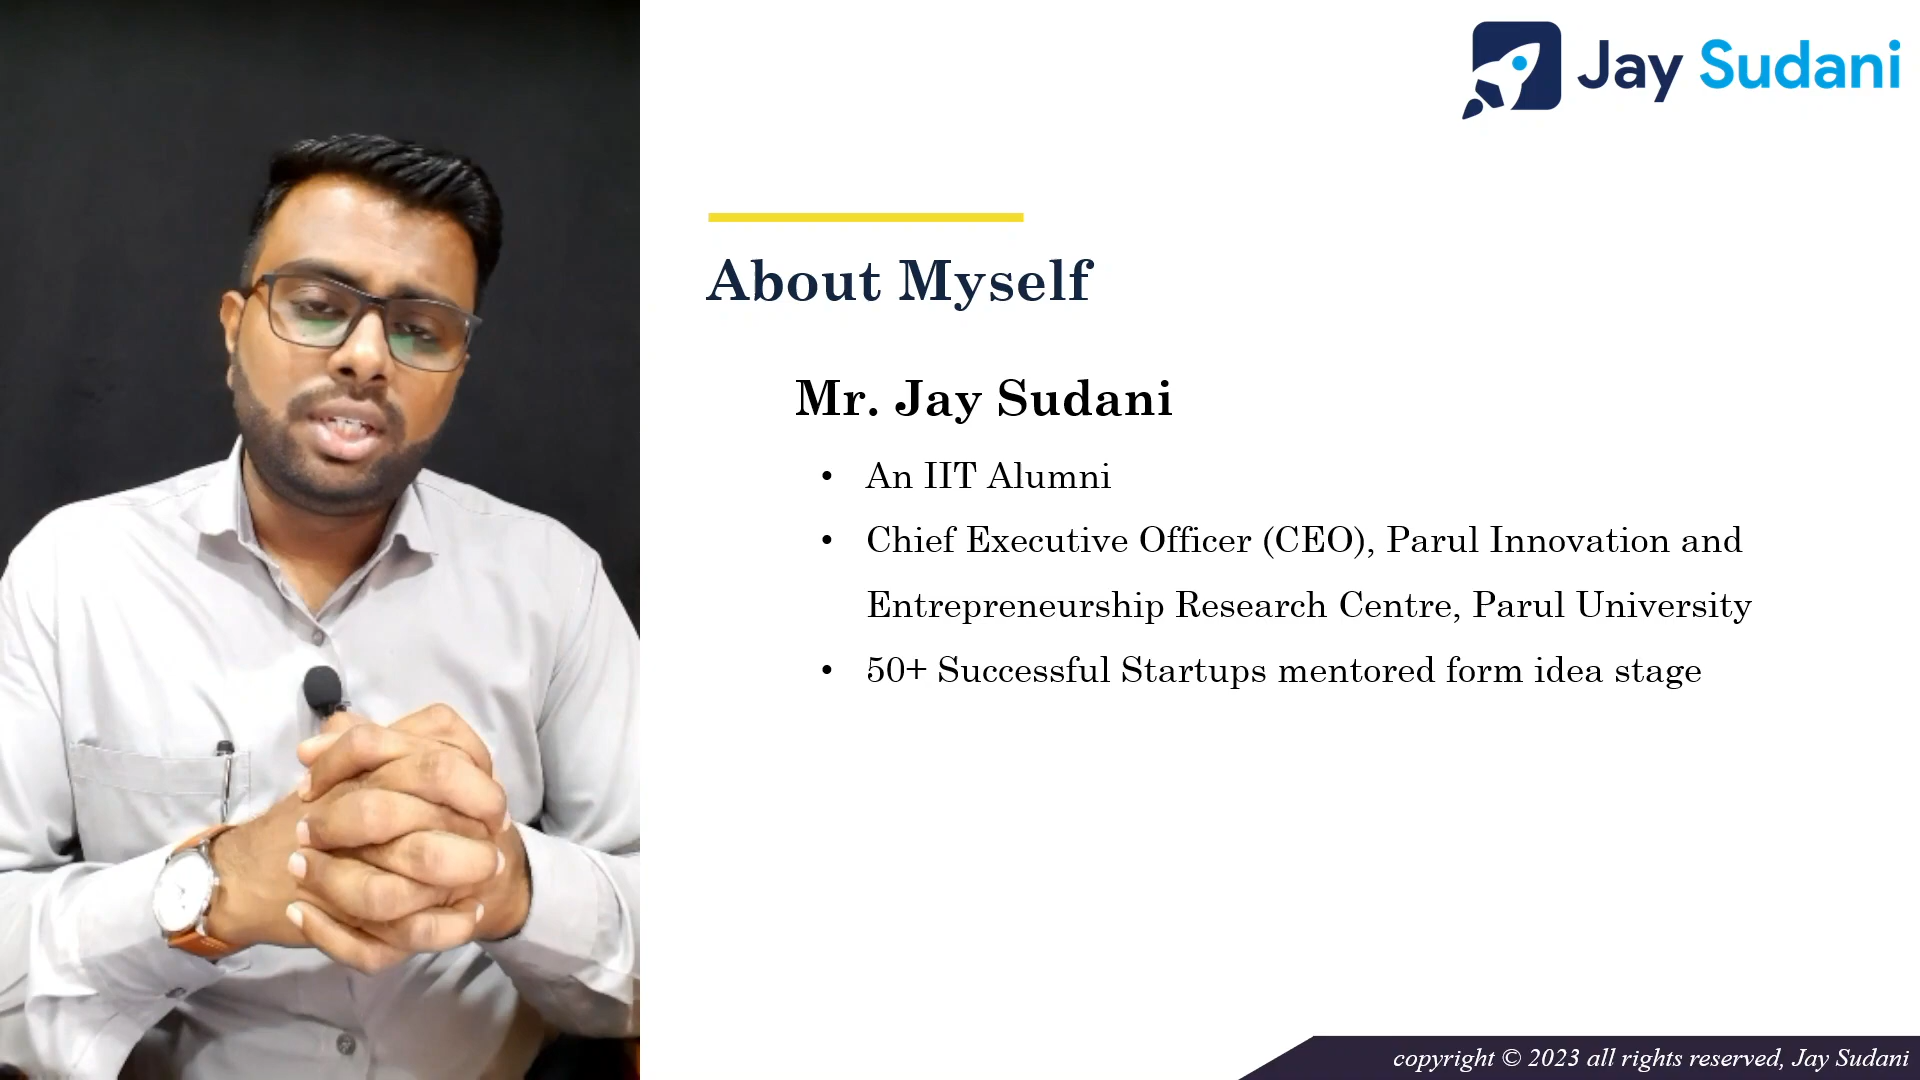 Jay Sudani
About Myself
Mr. Jay Sudani
• An IIT Alumni
• Chief Executive Officer (CEO), Parul Innovation and
Entrepreneurship Research Centre, Parul University
• 50+ Successful Startups mentored form idea stage
copyright © 2023 all rights reserved, Jay Sudani